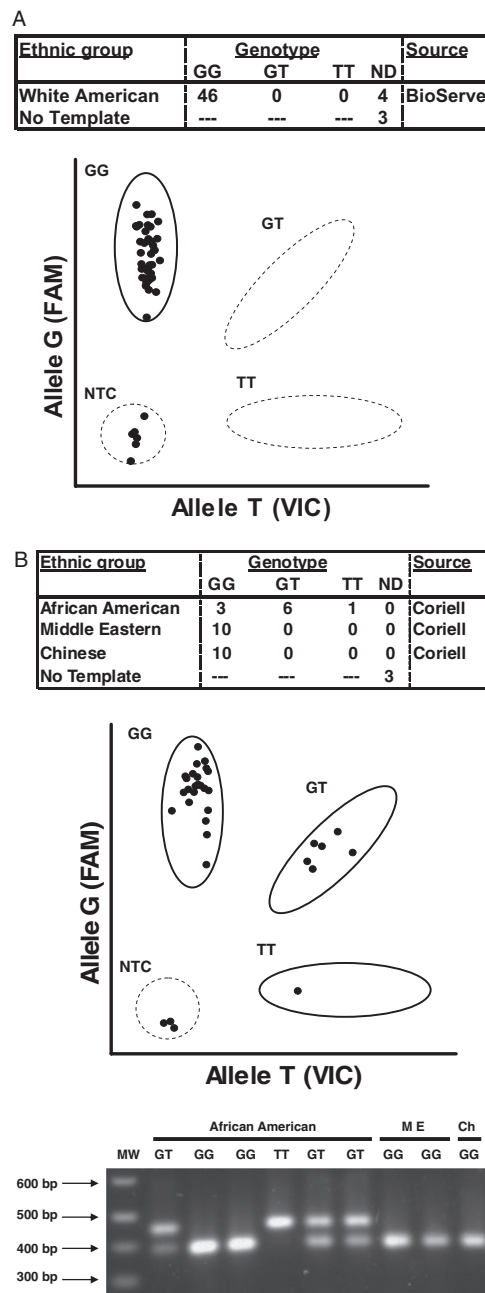 A
Ethnic group Genotype Source
GG GT TT ND
White American 46 0 0 4 BioServe
No Template --- --- --- 3
GG
GT
TT
NTC
Allele G (FAM)
Allele T (VIC)
B
Ethnic group Genotype Source
GG GT TT ND
African American 3 6 1 0 Coriell
Middle Eastern 10 0 0 0 Coriell
Chinese 10 0 0 0 Coriell
No Template --- --- --- 3
GG
GT
TT
NTC
Allele G (FAM)
Allele T (VIC)
African American M E Ch
MW GT GG GG TT GT GT GG GG GG
600 bp
500 bp
400 bp
300 bp